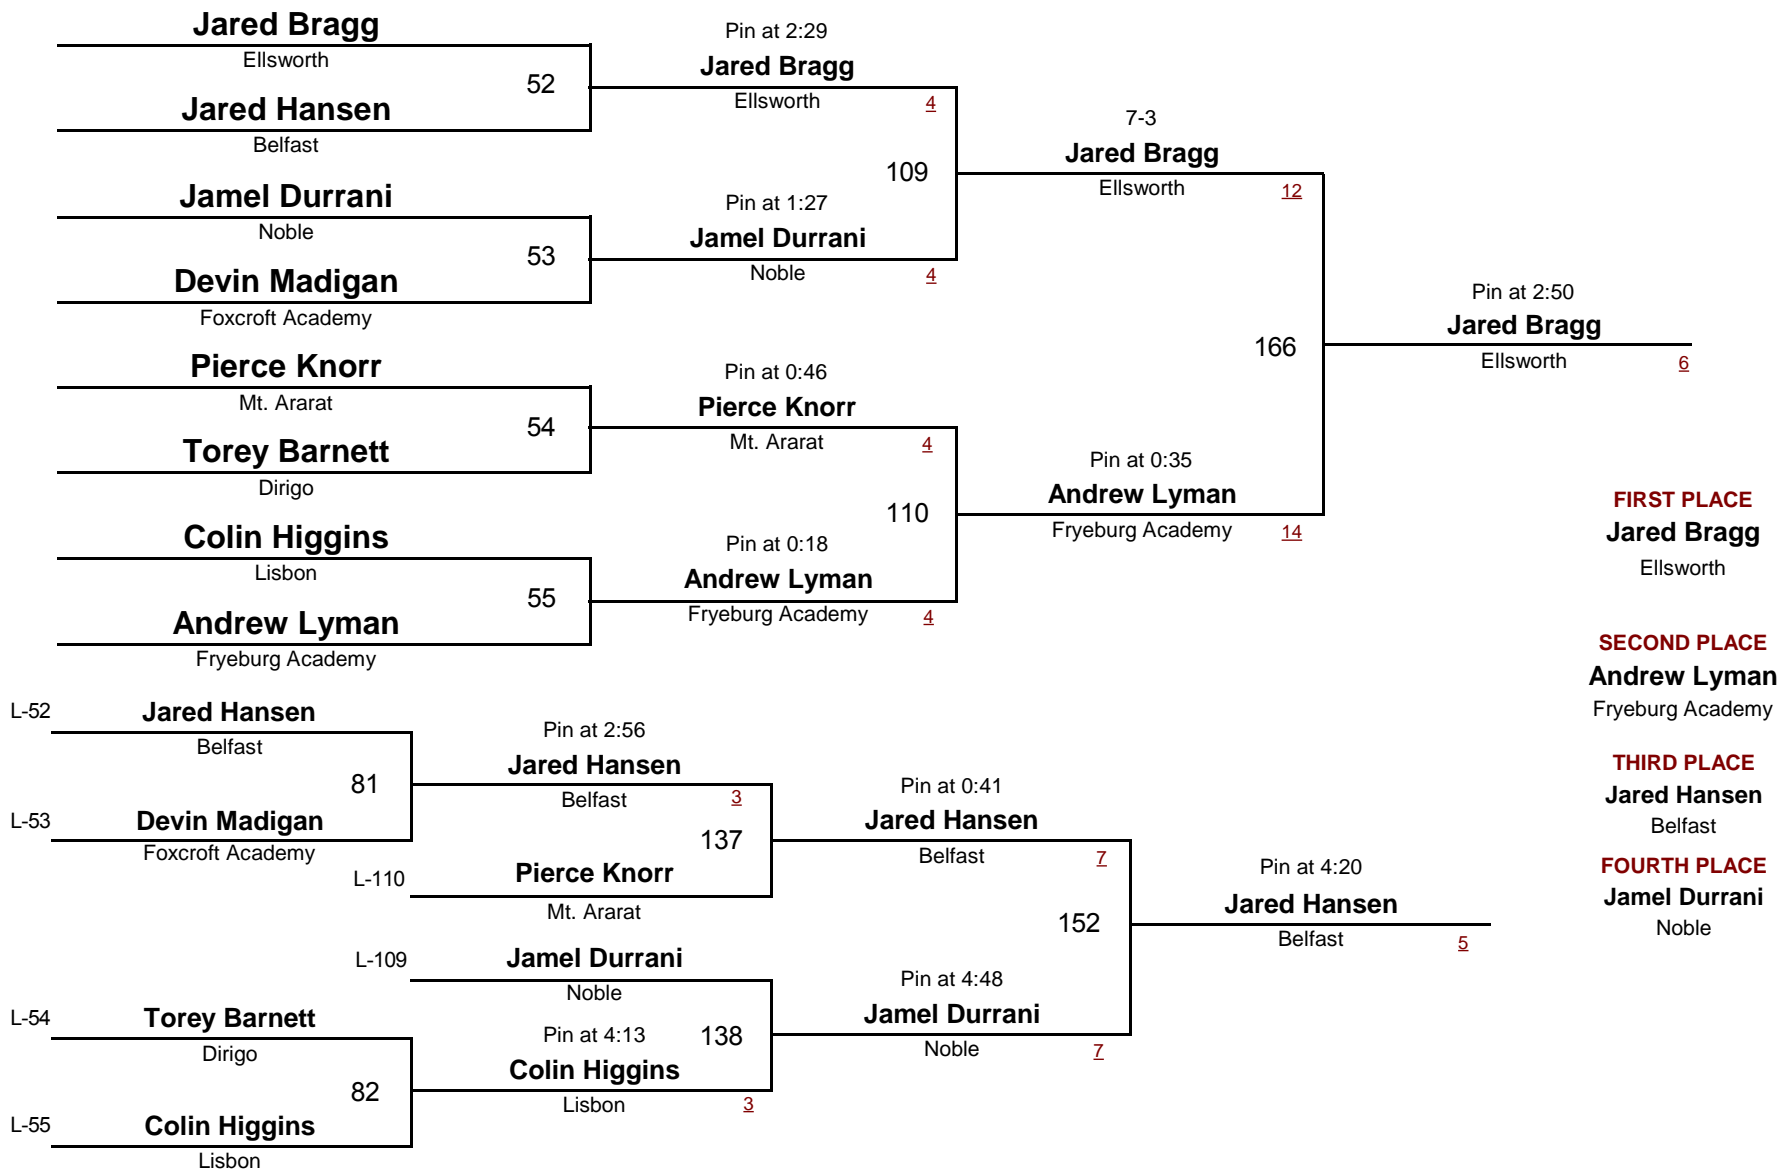 Jared Bragg
Ellsworth
52
Jared Hansen
Belfast
Jamel Durrani
Noble
53
Devin Madigan
Foxcroft Academy
Pierce Knorr
Mt. Ararat
54
Torey Barnett
Dirigo
Colin Higgins
Lisbon
55
Andrew Lyman
Fryeburg Academy
Pin at 2:29
Jared Bragg
Ellsworth
4
109
Pin at 1:27
Jamel Durrani
Noble
4
Pin at 0:46
Pierce Knorr
Mt. Ararat
4
110
Pin at 0:18
Andrew Lyman
Fryeburg Academy
4
7-3
Jared Bragg
Ellsworth
12
166
Pin at 0:35
Andrew Lyman
Fryeburg Academy
14
Pin at 2:50
Jared Bragg
Ellsworth
6
FIRST PLACE
Jared Bragg
Ellsworth
SECOND PLACE
Andrew Lyman
Fryeburg Academy
THIRD PLACE
Jared Hansen
Belfast
FOURTH PLACE
Jamel Durrani
Noble
L-52
Jared Hansen
Belfast
81
L-53
Devin Madigan
Foxcroft Academy
L-54
Torey Barnett
Dirigo
82
L-55
Colin Higgins
Lisbon
Pin at 2:56
Jared Hansen
Belfast
3
137
L-110
Pierce Knorr
Mt. Ararat
L-109
Jamel Durrani
Noble
138
Pin at 4:13
Colin Higgins
Lisbon
3
Pin at 0:41
Jared Hansen
Belfast
7
152
Pin at 4:48
Jamel Durrani
Noble
7
Pin at 4:20
Jared Hansen
Belfast
5